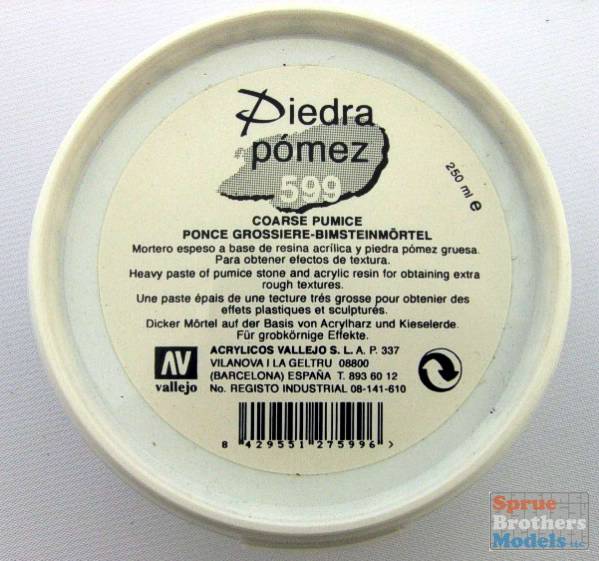 Piedra
pómez
599
250 ml e
COARSE PUMICE
PONCE GROSSIERE-BIMSTEINMÖRTEL
Mortero espeso a base de resina acrílica y piedra pómez gruesa.
Para obtener efectos de textura.
Heavy paste of pumice stone and acrylic resin for obtaining extra
rough textures.
Une paste épais de une tecture trés grosse pour obtenier des
effets plastiques et sculpturés.
Dicker Mörtel auf der Basis von Acrylharz und Kieselerde.
Für grobkörnige Effekte.
AV
vallejo
ACRYLICOS VALLEJO S. L. A. P. 337
VILANOVA I LA GELTRU 08800
(BARCELONA) ESPAÑA T. 893 60 12
No. REGISTO INDUSTRIAL 08-141-610
8 429551 275996 >
Sprue
Brothers
Models LLC